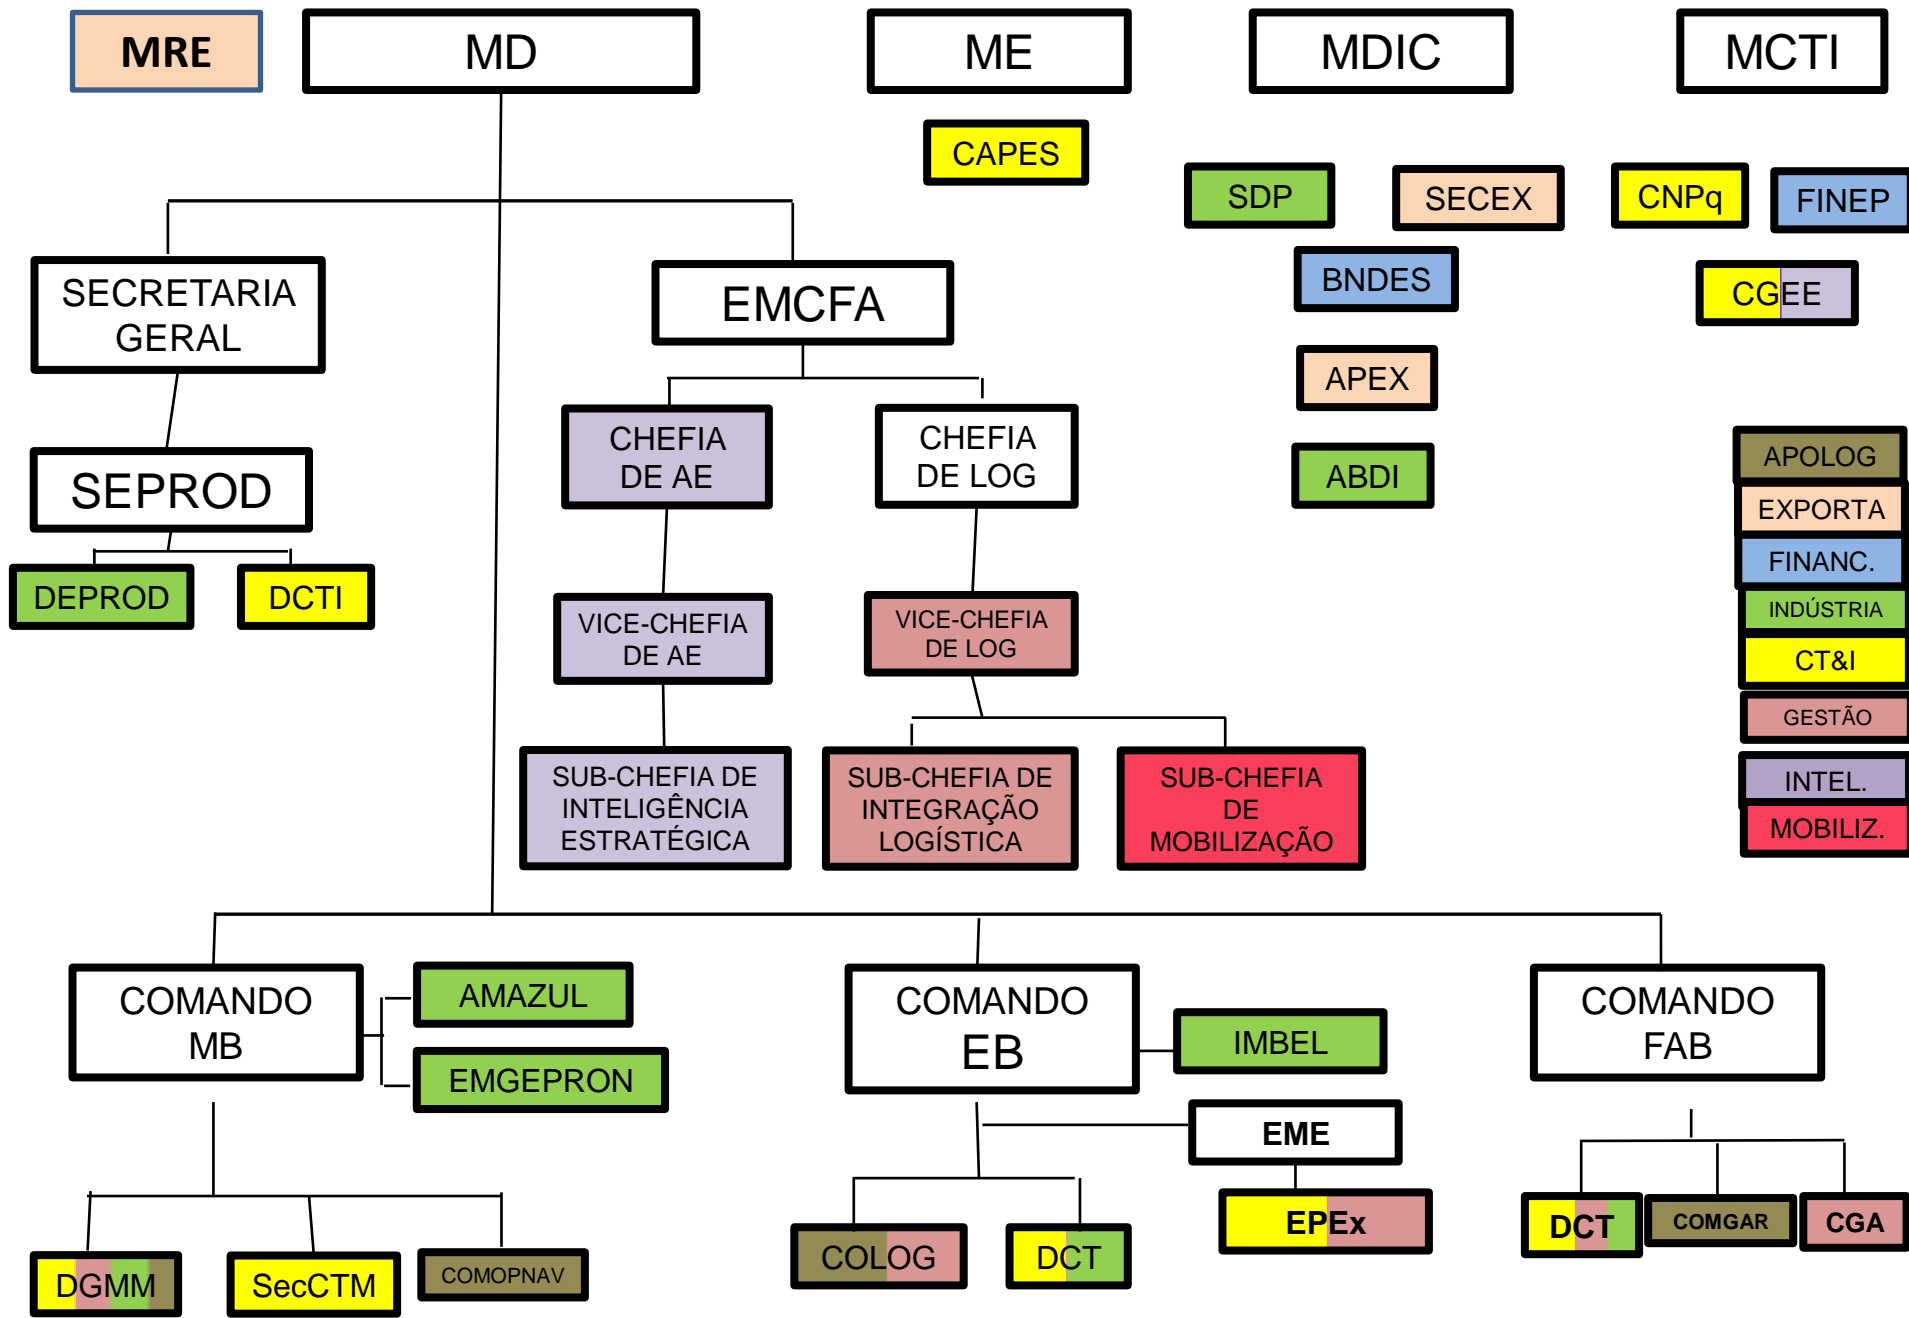 MRE
MD
ME
MDIC
MCTI
CAPES
SDP
SECEX
CNPq
FINEP
BNDES
CGEE
APEX
ABDI
SECRETARIA
GERAL
EMCFA
SEPROD
DEPROD
DCTI
CHEFIA
DE AE
CHEFIA
DE LOG
VICE-CHEFIA
DE AE
VICE-CHEFIA
DE LOG
SUB-CHEFIA DE
INTELIGÊNCIA
ESTRATÉGICA
SUB-CHEFIA DE
INTEGRAÇÃO
LOGÍSTICA
SUB-CHEFIA
DE
MOBILIZAÇÃO
APOLOG
EXPORTA
FINANC.
INDÚSTRIA
CT&I
GESTÃO
INTEL.
MOBILIZ.
COMANDO
MB
AMAZUL
EMGEPRON
COMANDO
EB
IMBEL
COMANDO
FAB
EME
EPEx
DGMM
SecCTM
COMOPNAV
COLOG
DCT
DCT
COMGAR
CGA